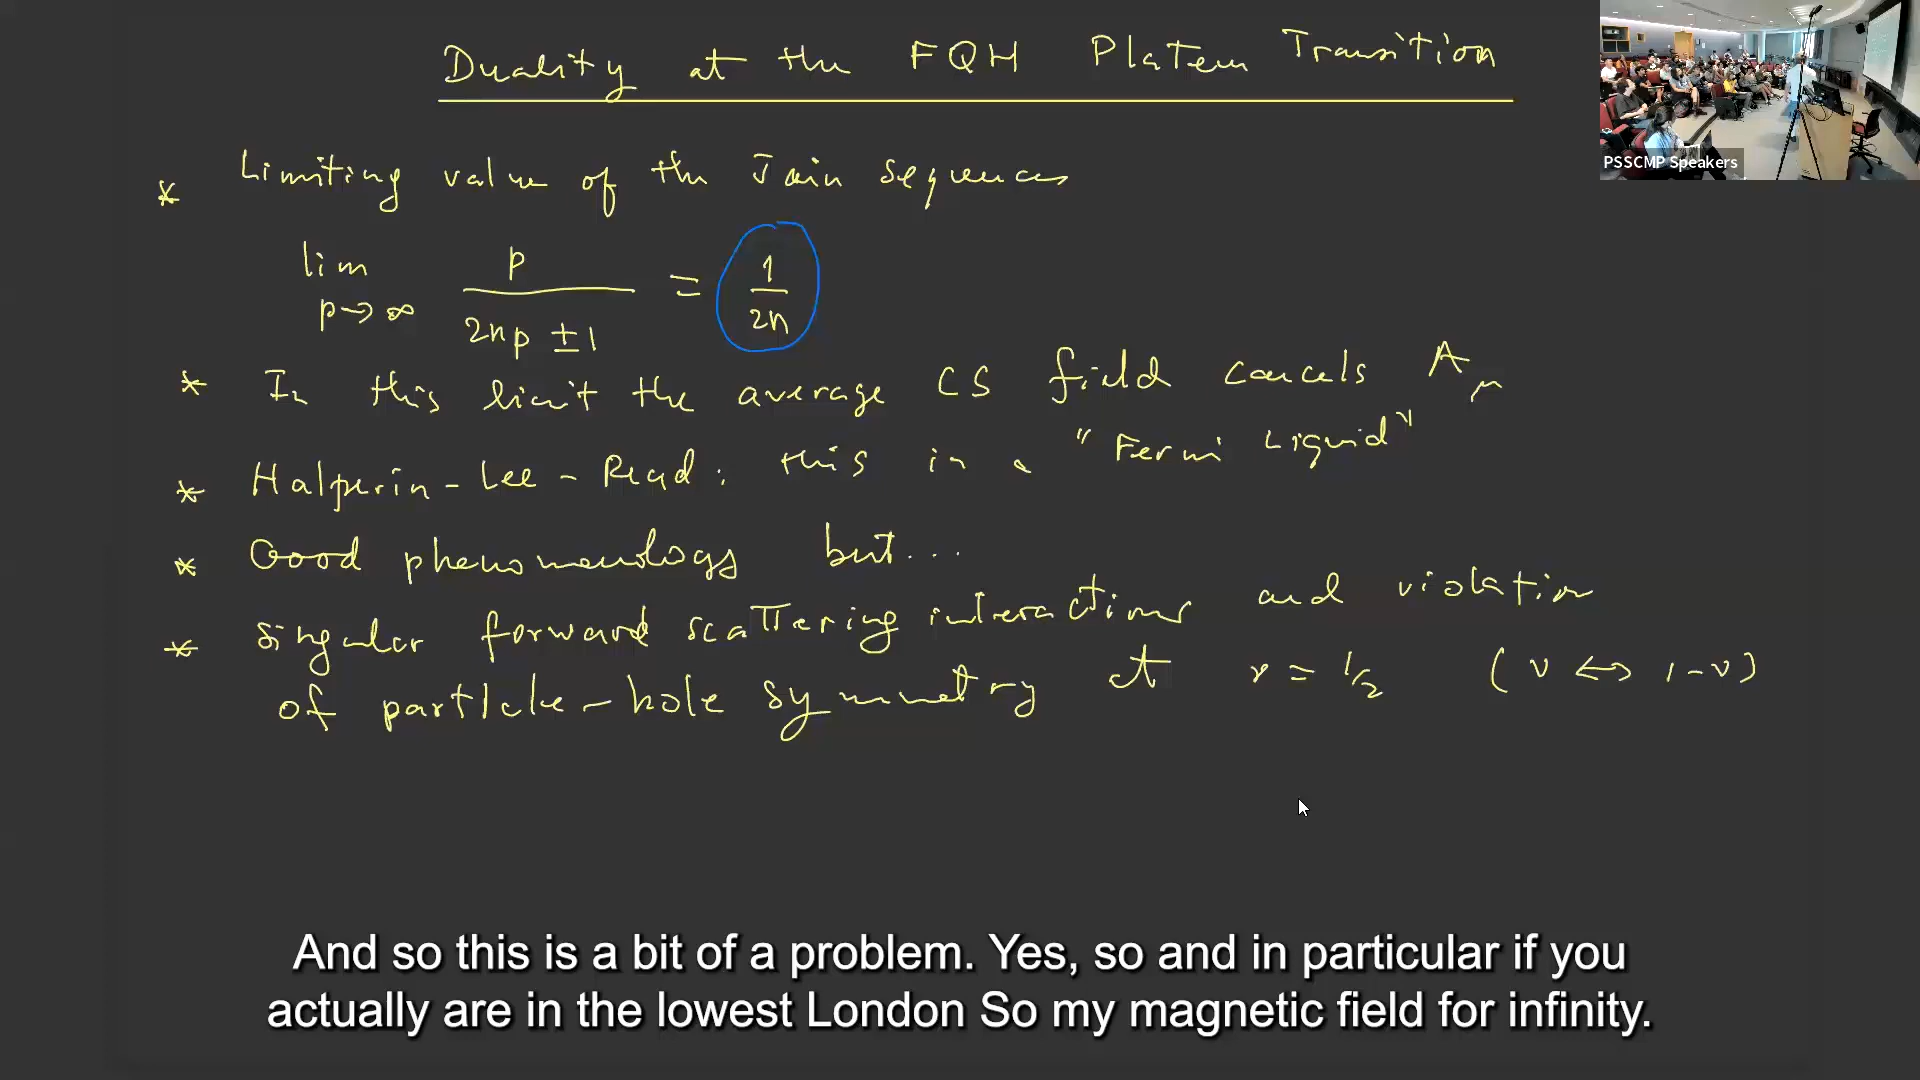 Duality at the FQH Plateau Transition
PSSCMP Speakers
* Limiting value of the Jain sequences
lim p→∞ p / (2np ± 1) = 1/2n
* In this limit the average CS field cancels Aμ
* Halperin-Lee-Read: this is a "Fermi Liquid"
* Good phenomenology but...
* Singular forward scattering interactions and violation
of particle-hole symmetry at ν = 1/2 (ν ↔ 1-ν)
And so this is a bit of a problem. Yes, so and in particular if you
actually are in the lowest London So my magnetic field for infinity.